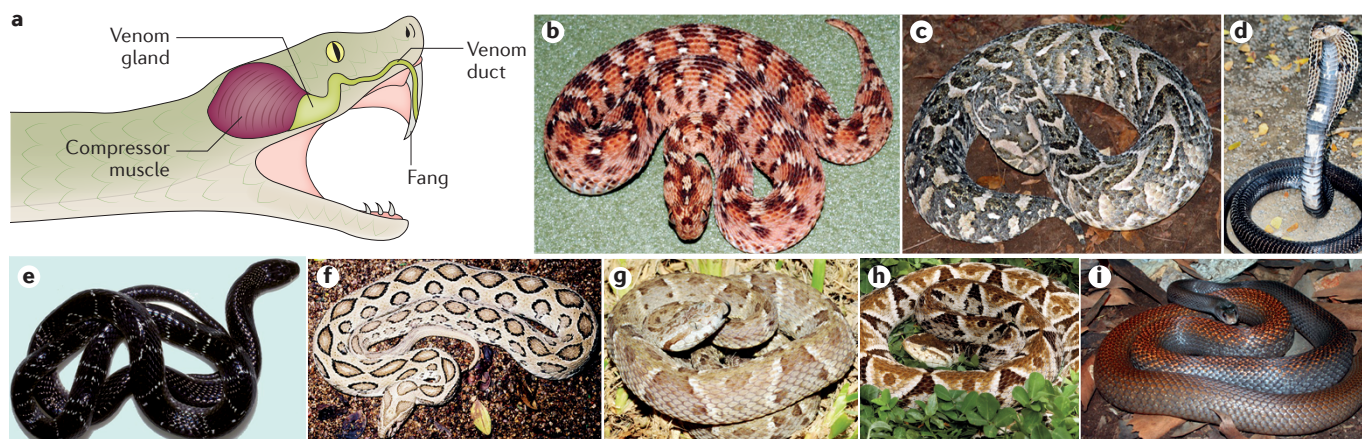 a
Venom
gland
Venom
duct
Compressor
muscle
Fang
b
c
d
e
f
g
h
i